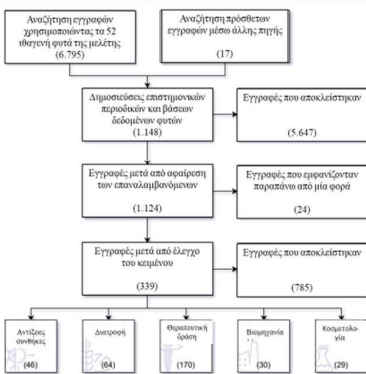 Αναζήτηση εγγραφών
χρησιμοποιώντας τα 52
ιθαγενή φυτά της μελέτης
(6.795)
Αναζήτηση πρόσθετων
εγγραφών μέσω άλλης πηγής
(17)
Δημοσιεύσεις επιστημονικών
περιοδικών και βάσεων
δεδομένων φυτών
(1.148)
Εγγραφές που αποκλείστηκαν
(5.647)
Εγγραφές μετά από αφαίρεση
των επαναλαμβανόμενων
(1.124)
Εγγραφές που εμφανίζονταν
παραπάνω από μία φορά
(24)
Εγγραφές μετά από έλεγχο
του κειμένου
(339)
Εγγραφές που αποκλείστηκαν
(785)
Αντίξοες
συνθήκες
(46)
Διατροφή
(64)
Θεραπευτική
δράση
(170)
Βιομηχανία
(30)
Κοσμετολο-
γία
(29)